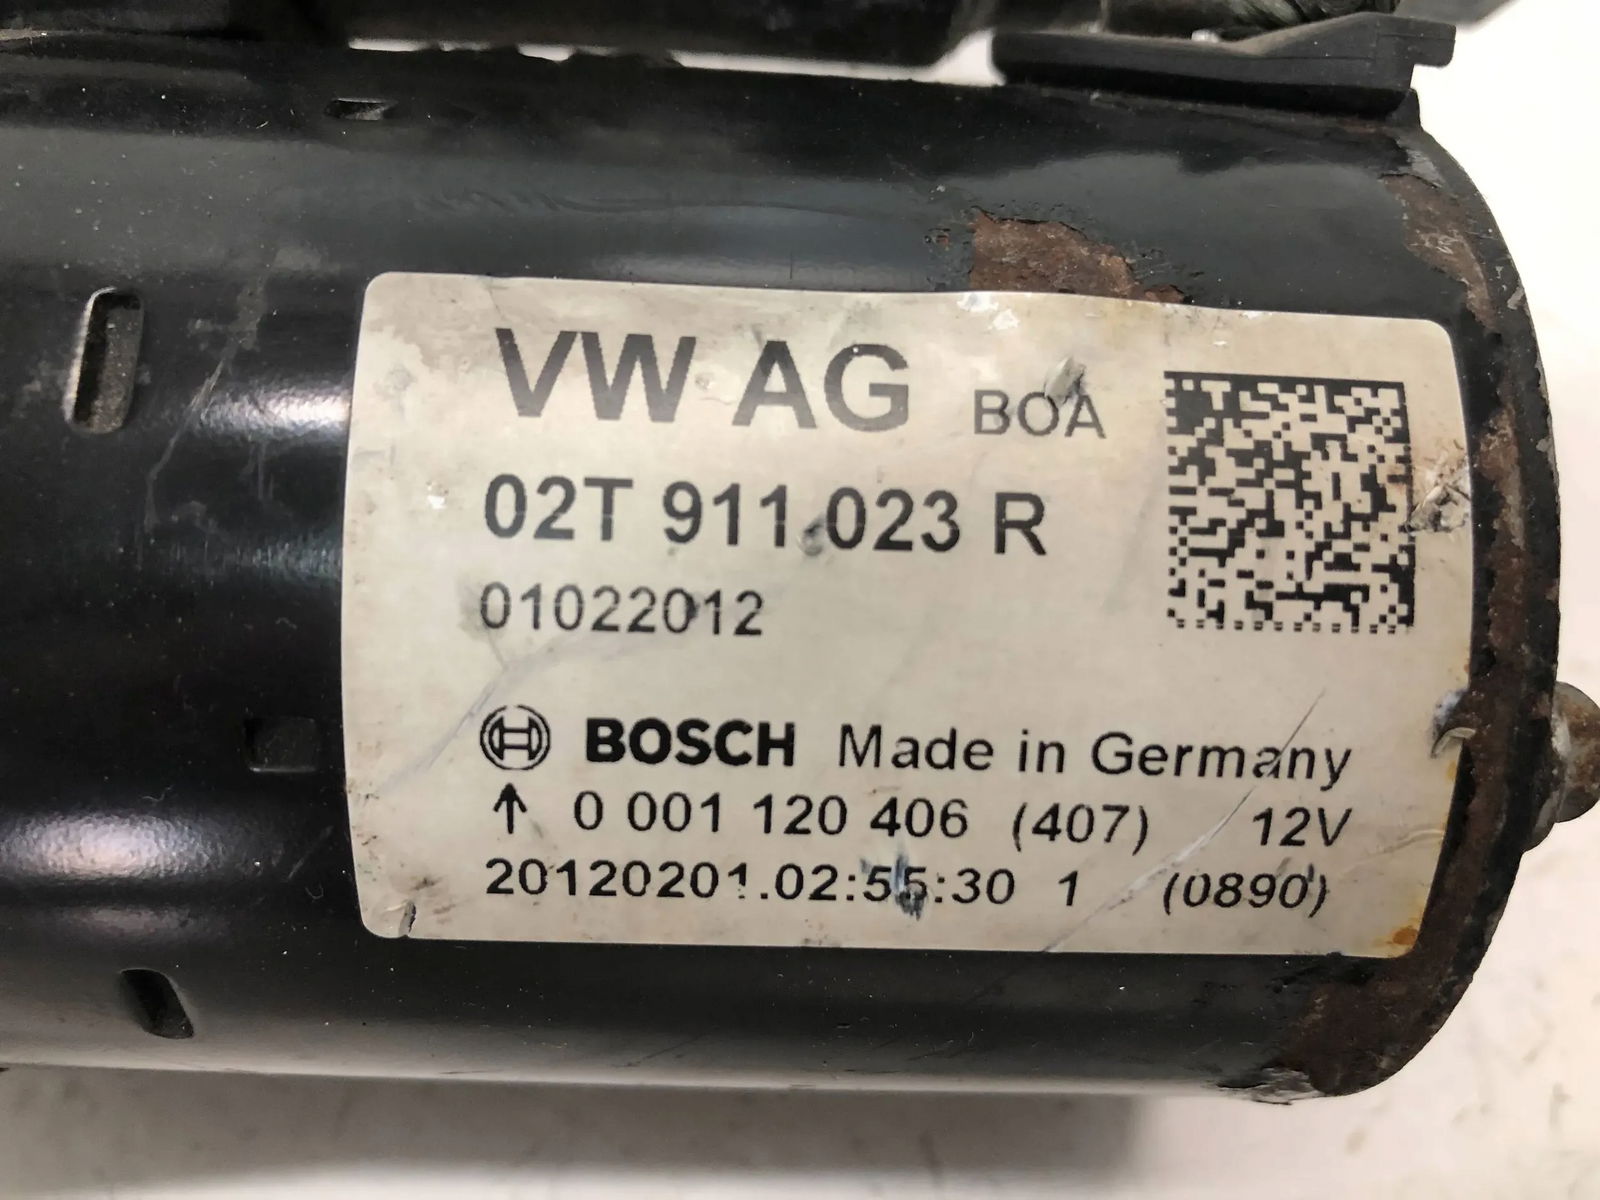 VW AG BOA
02T 911 023 R
01022012
BOSCH Made in Germany
↑ 0 001 120 406 (407) 12V
20120201.02:55:30 1 (0890)